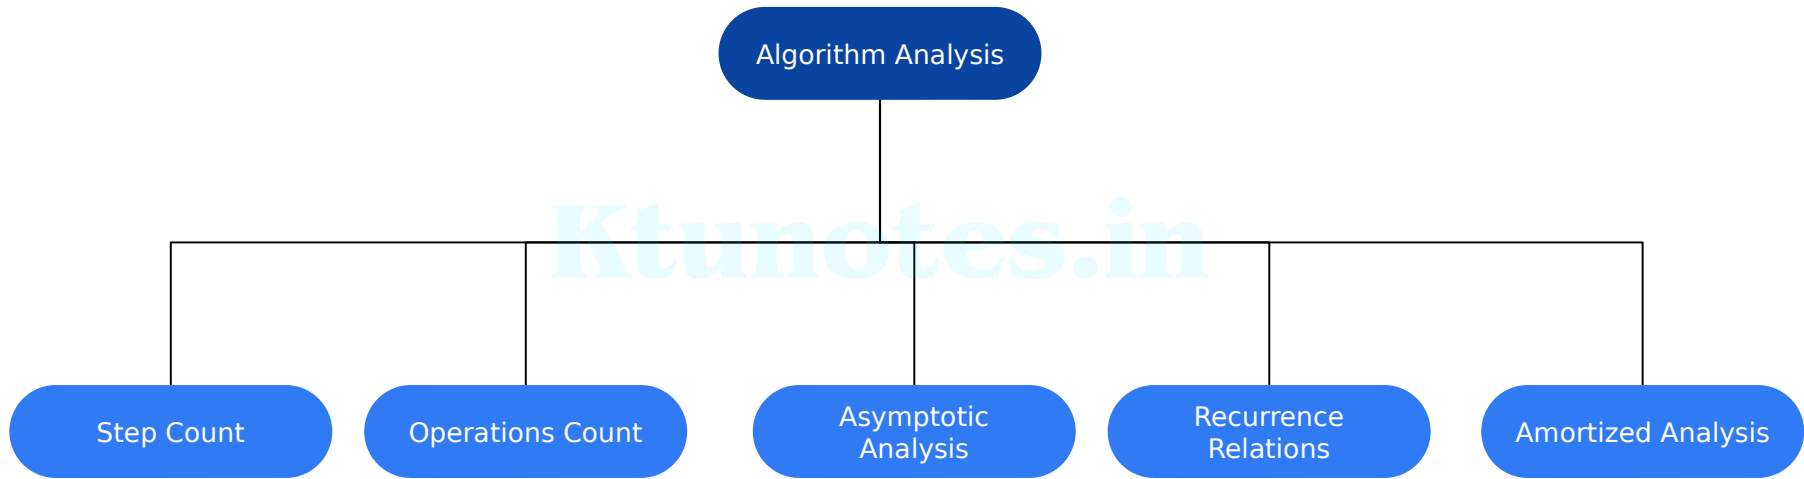 Algorithm Analysis
Ktunotes.in
Step Count
Operations Count
Asymptotic
Analysis
Recurrence
Relations
Amortized Analysis